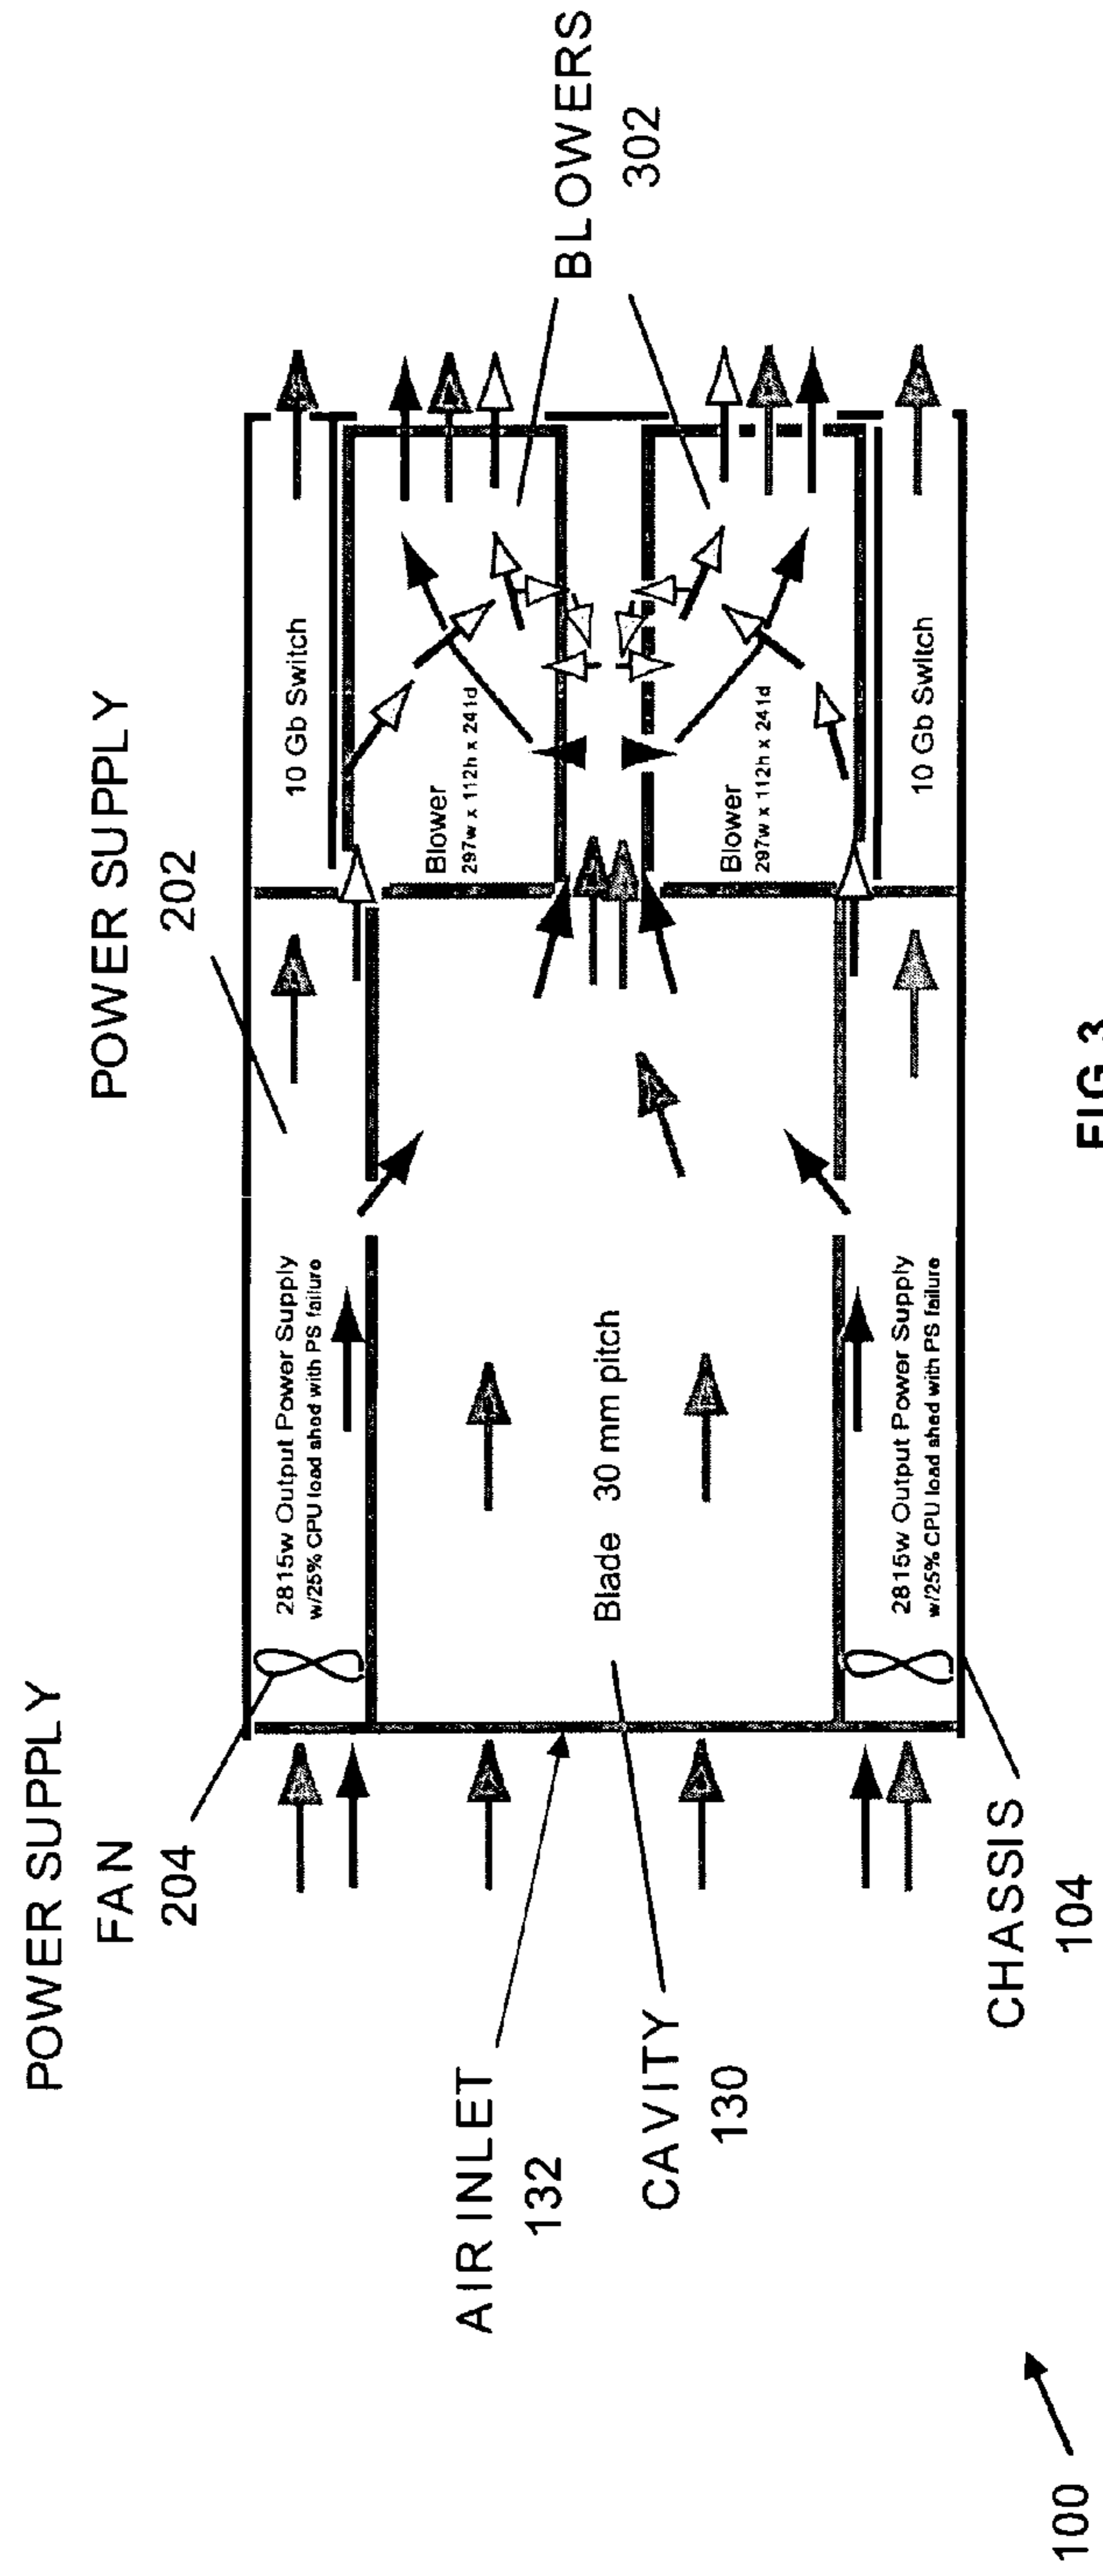 POWER SUPPLY
FAN
204
POWER SUPPLY
202
BLOWERS
302
AIR INLET
132
CAVITY
130
CHASSIS
104
100
2815w Output Power Supply
w/25% CPU load shed with PS failure
10 Gb Switch
Blower
297w x 112h x 241d
Blade 30 mm pitch
Blower
297w x 112h x 241d
2815w Output Power Supply
w/25% CPU load shed with PS failure
10 Gb Switch
FIG 3